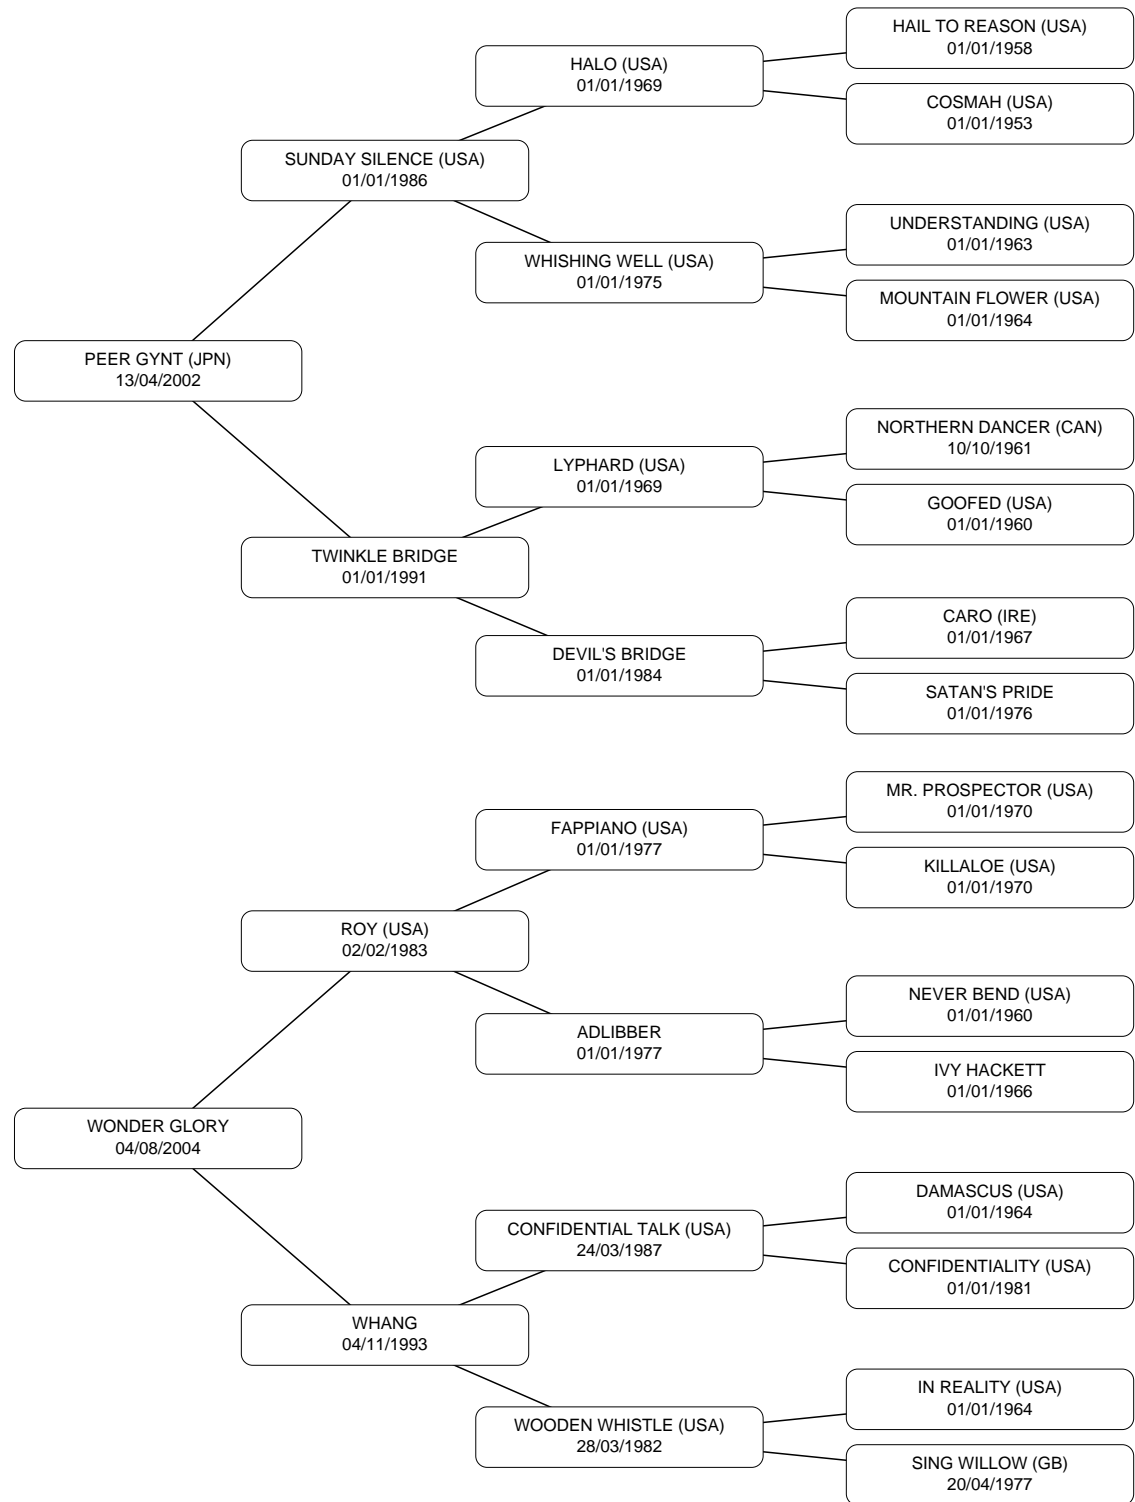 HAIL TO REASON (USA)
01/01/1958
HALO (USA)
01/01/1969
COSMAH (USA)
01/01/1953
SUNDAY SILENCE (USA)
01/01/1986
UNDERSTANDING (USA)
01/01/1963
WHISHING WELL (USA)
01/01/1975
MOUNTAIN FLOWER (USA)
01/01/1964
PEER GYNT (JPN)
13/04/2002
NORTHERN DANCER (CAN)
10/10/1961
LYPHARD (USA)
01/01/1969
GOOFED (USA)
01/01/1960
TWINKLE BRIDGE
01/01/1991
CARO (IRE)
01/01/1967
DEVIL'S BRIDGE
01/01/1984
SATAN'S PRIDE
01/01/1976
MR. PROSPECTOR (USA)
01/01/1970
FAPPIANO (USA)
01/01/1977
KILLALOE (USA)
01/01/1970
ROY (USA)
02/02/1983
NEVER BEND (USA)
01/01/1960
ADLIBBER
01/01/1977
IVY HACKETT
01/01/1966
WONDER GLORY
04/08/2004
DAMASCUS (USA)
01/01/1964
CONFIDENTIAL TALK (USA)
24/03/1987
CONFIDENTIALITY (USA)
01/01/1981
WHANG
04/11/1993
IN REALITY (USA)
01/01/1964
WOODEN WHISTLE (USA)
28/03/1982
SING WILLOW (GB)
20/04/1977